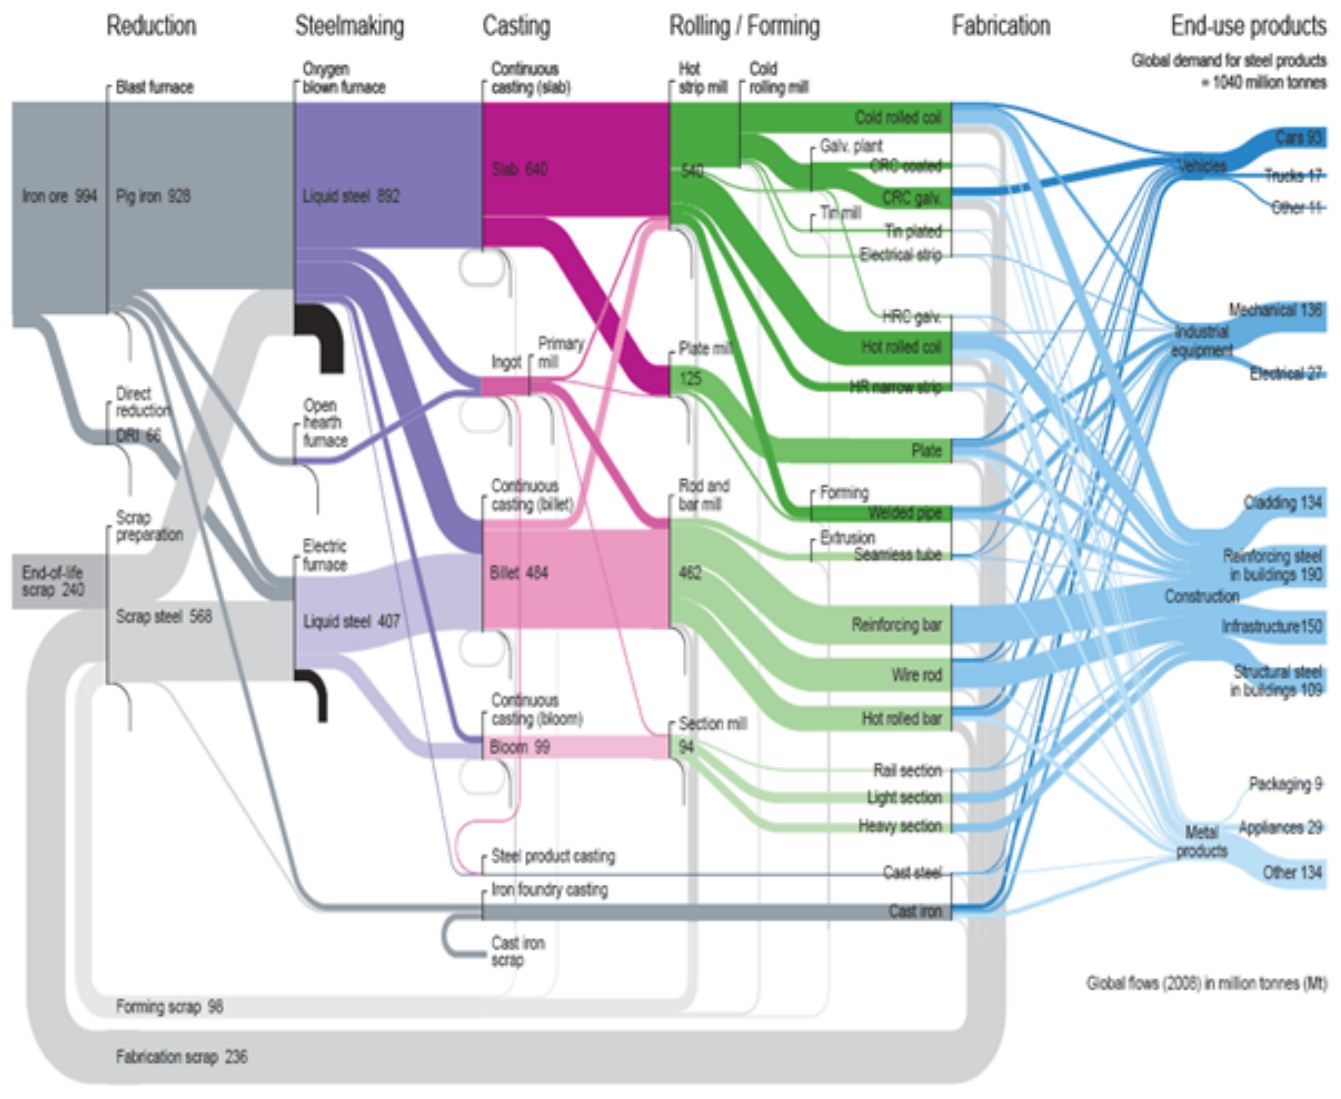 Reduction
Steelmaking
Casting
Rolling / Forming
Fabrication
End-use products
Global demand for steel products
= 1040 million tonnes
Blast furnace
Oxygen
blown furnace
Continuous
casting (slab)
Hot
strip mill
Cold
rolling mill
Iron ore 994
Pig iron 928
Liquid steel 892
Slab 640
540
Cold rolled coil
Galv. plant
CRC coated
CRC galv.
Tin mill
Tin plated
Electrical strip
HRC galv.
Hot rolled coil
HR narrow strip
Vehicles
Cars 93
Trucks 17
Other 11
Mechanical 136
Industrial
equipment
Electrical 27
Direct
reduction
DRI 66
Open
hearth
furnace
Ingot
Primary
mill
Plate mill
125
Plate
Scrap
preparation
Continuous
casting (billet)
Rod and
bar mill
Forming
Welded pipe
Extrusion
Seamless tube
Cladding 134
End-of-life
scrap 240
Scrap steel 568
Electric
furnace
Liquid steel 407
Billet 484
462
Reinforcing bar
Wire rod
Hot rolled bar
Reinforcing steel
in buildings 190
Construction
Infrastructure150
Structural steel
in buildings 109
Continuous
casting (bloom)
Bloom 99
Section mill
94
Rail section
Light section
Heavy section
Packaging 9
Metal
products
Appliances 29
Other 134
Steel product casting
Cast steel
Iron foundry casting
Cast iron
Cast iron
scrap
Forming scrap 98
Fabrication scrap 236
Global flows (2008) in million tonnes (Mt)